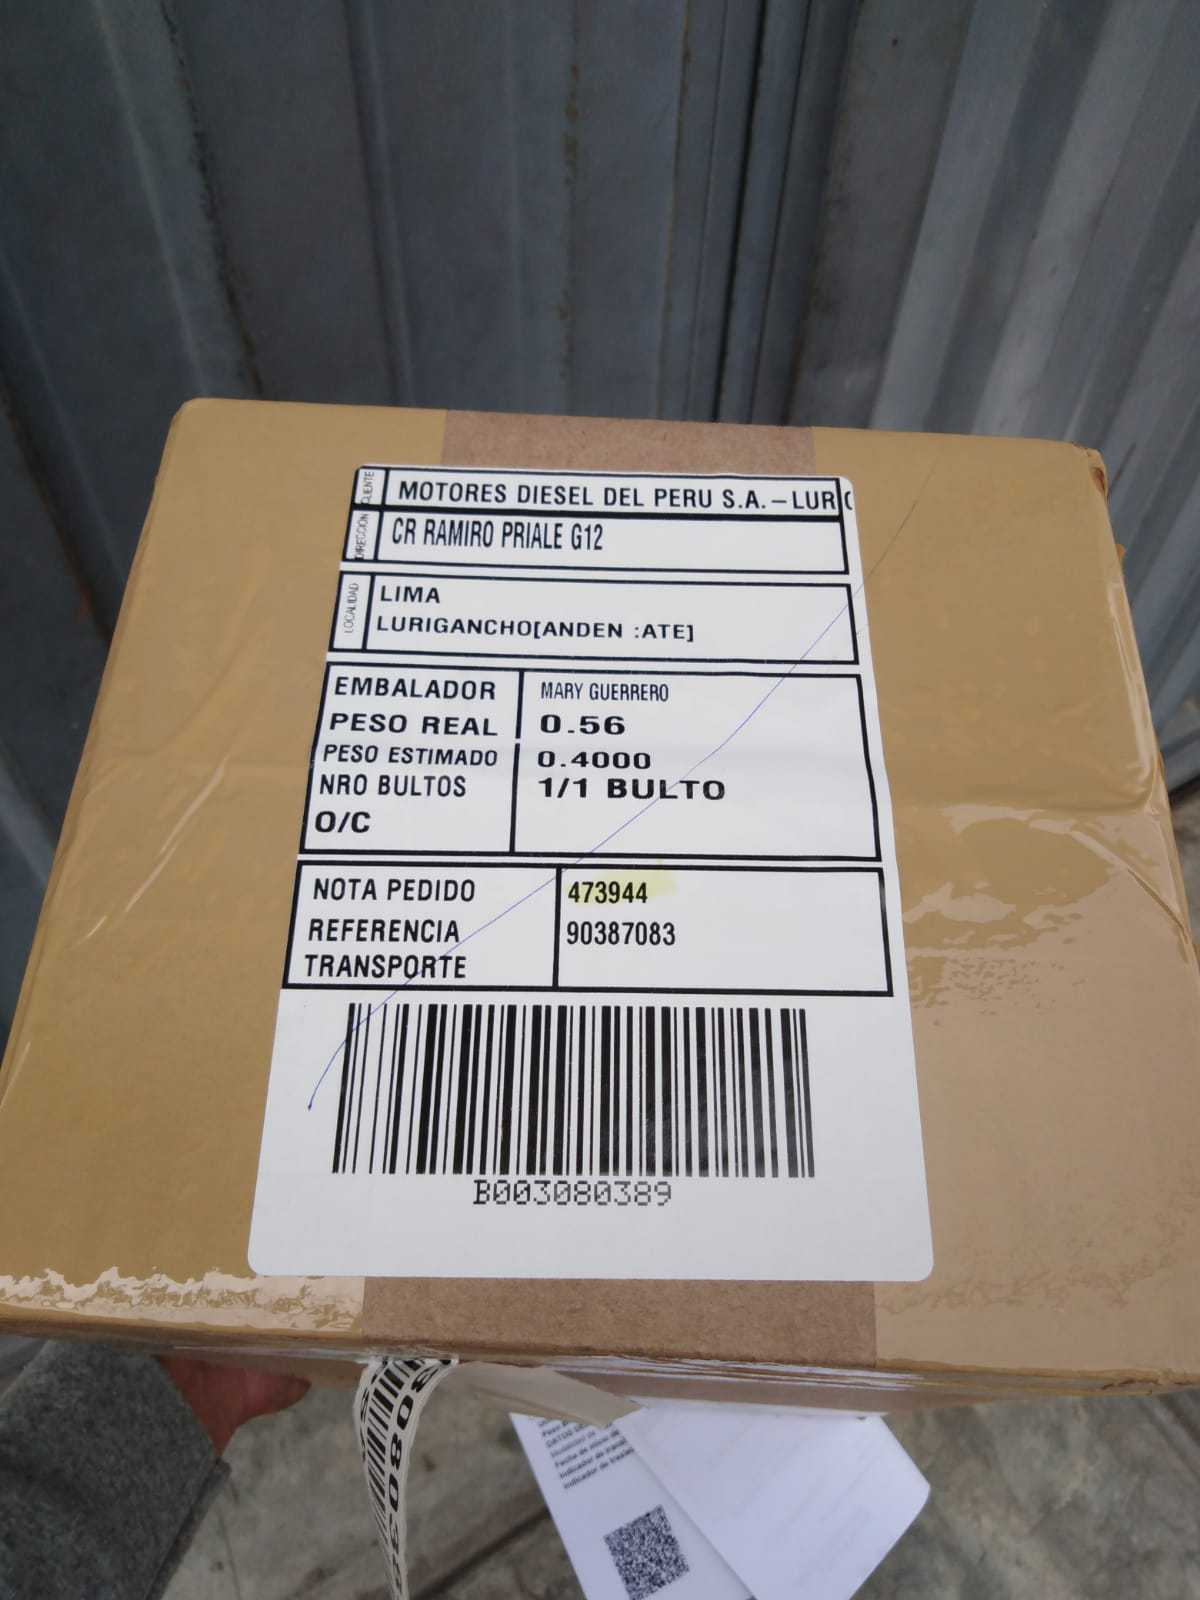 CLIENTE
MOTORES DIESEL DEL PERU S.A.-LUR
DIRECCION
CR RAMIRO PRIALE G12
LOCALIDAD
LIMA
LURIGANCHO[ANDEN :ATE]
EMBALADOR MARY GUERRERO
PESO REAL 0.56
PESO ESTIMADO 0.4000
NRO BULTOS 1/1 BULTO
O/C
NOTA PEDIDO 473944
REFERENCIA 90387083
TRANSPORTE
B003080389